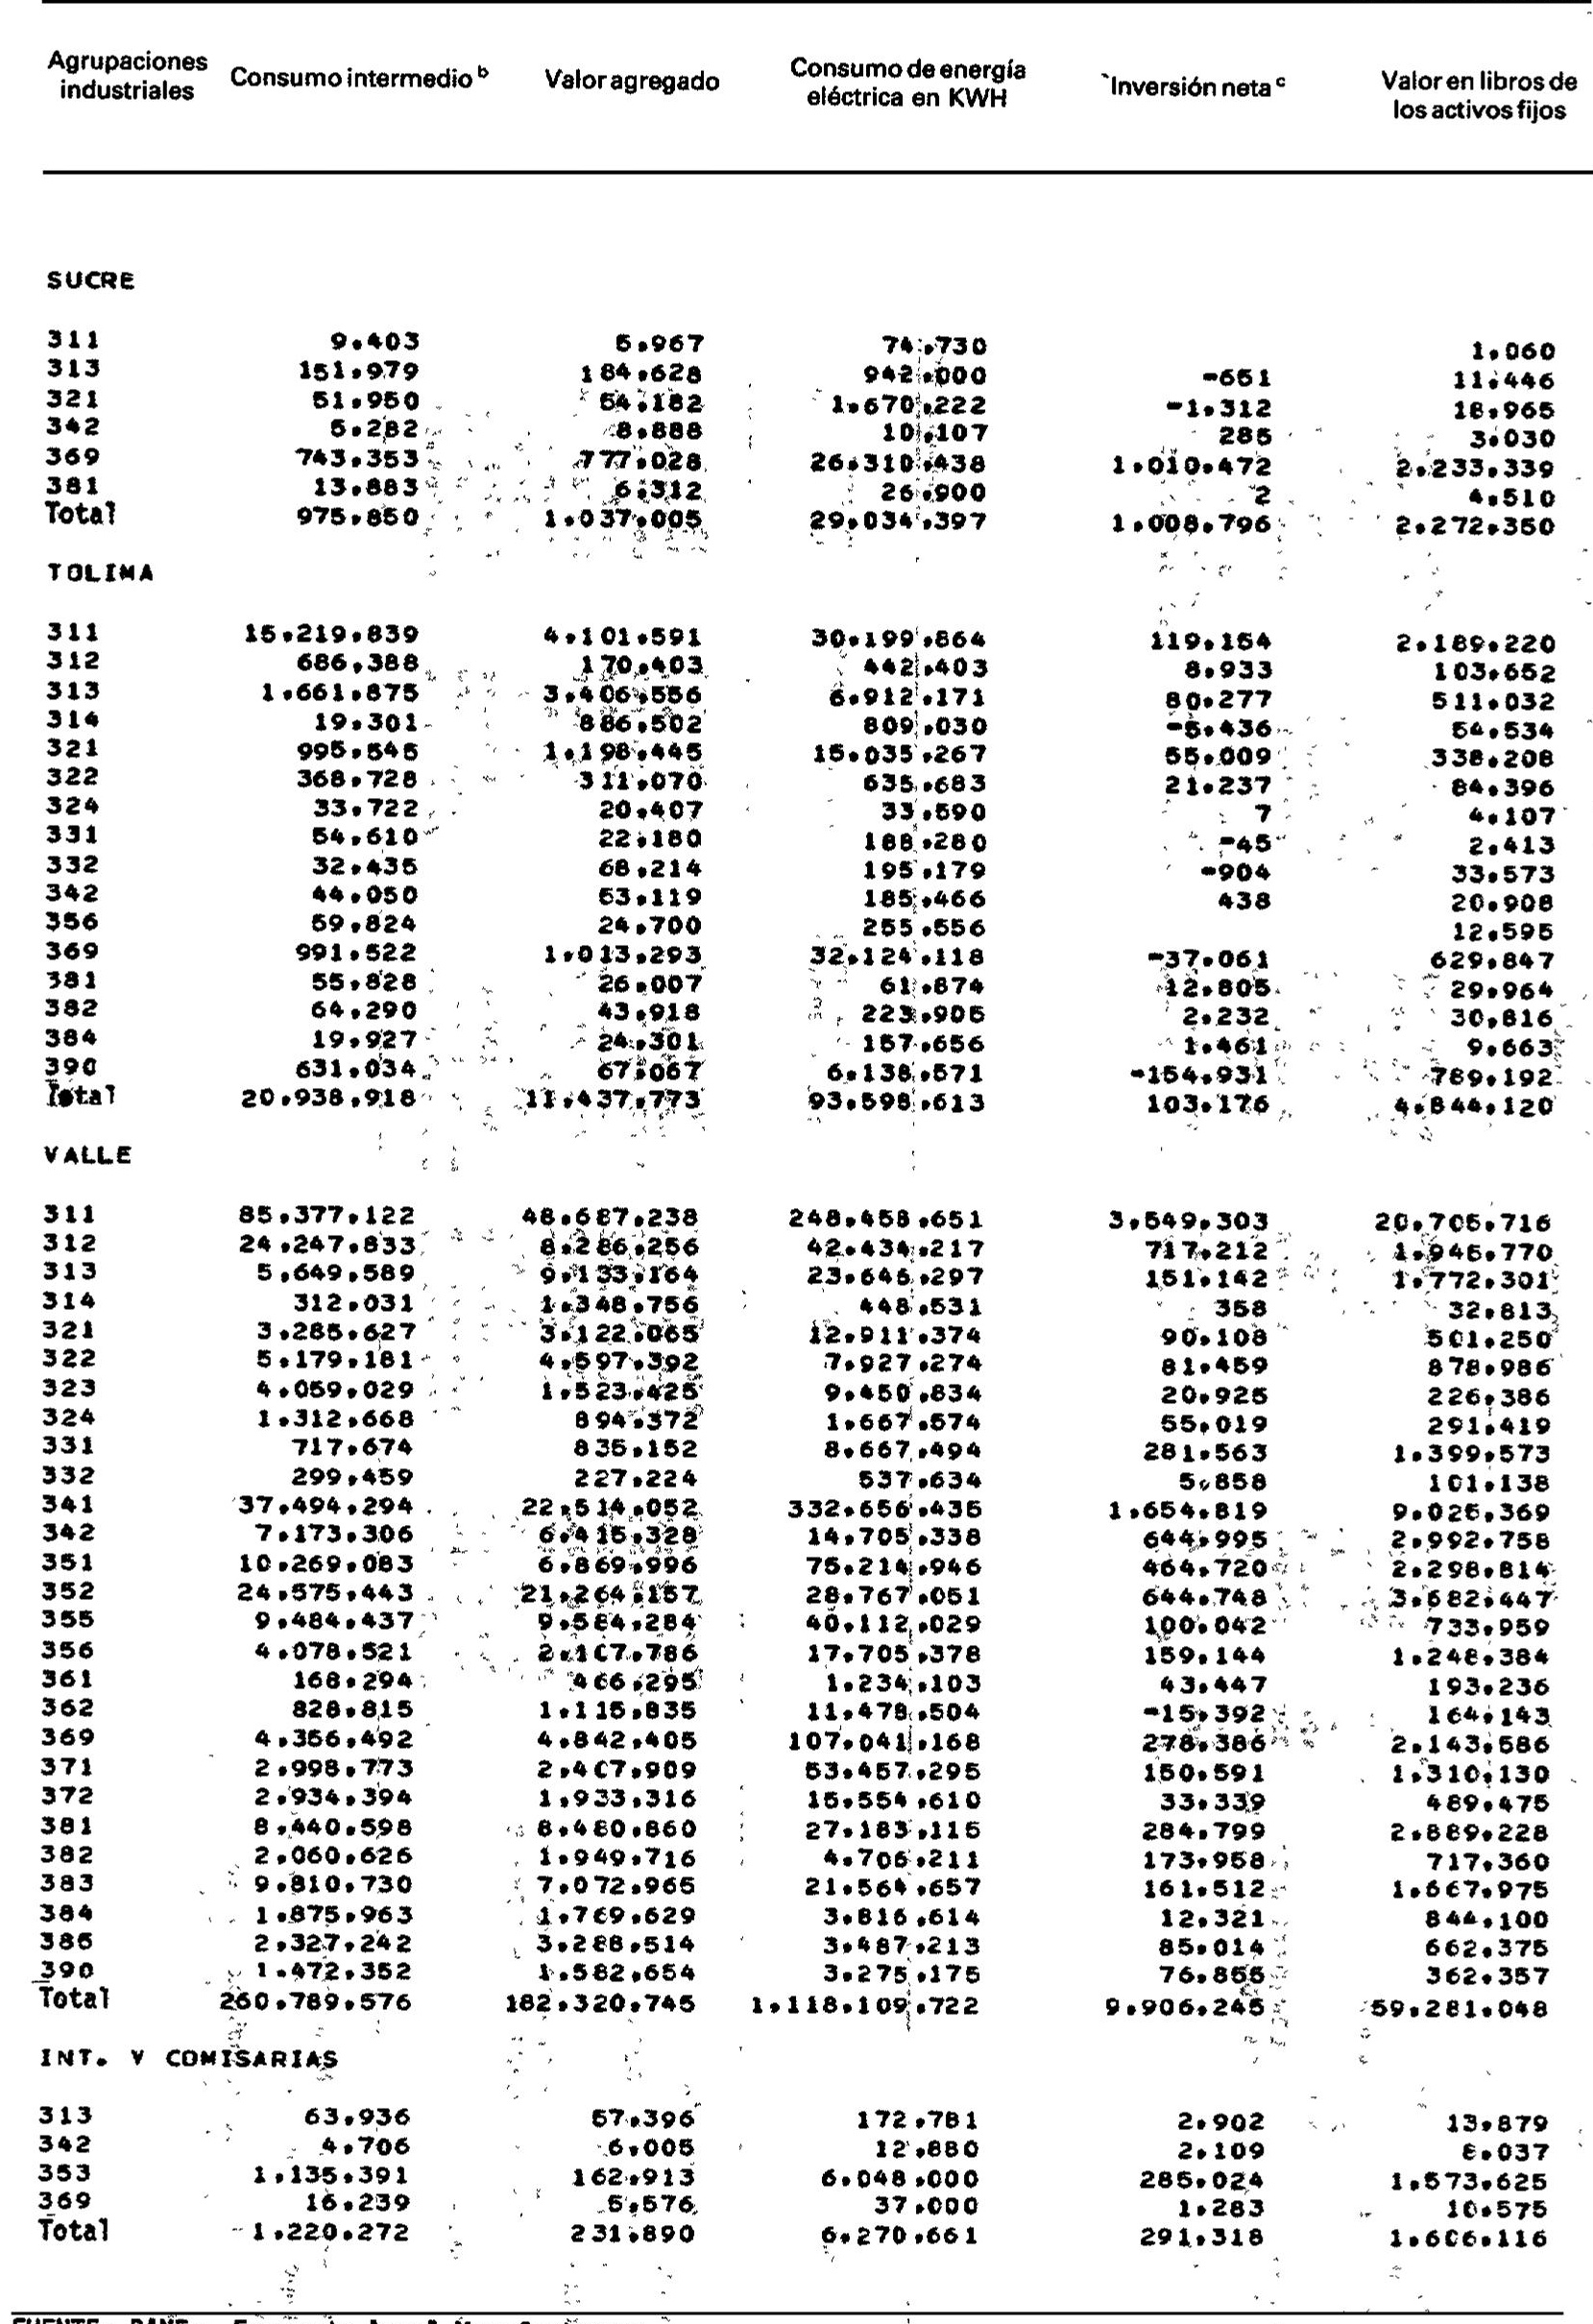 Agrupaciones industriales Consumo intermedio b Valor agregado Consumo de energía eléctrica en KWH Inversión neta c Valor en libros de los activos fijos
SUCRE
311 9.403 5.967 74.730 1.060
313 151.979 184.628 942.000 -651 11.446
321 51.950 54.182 1.670.222 -1.312 18.965
342 5.282 8.888 10.107 285 3.030
369 743.353 777.028 26.310.438 1.010.472 2.233.339
381 13.883 6.312 26.900 2 4.510
Total 975.850 1.037.005 29.034.397 1.008.796 2.272.350
TOLIMA
311 15.219.839 4.101.591 30.199.864 119.154 2.189.220
312 686.388 170.403 442.403 8.933 103.652
313 1.661.875 3.406.556 6.912.171 80.277 511.032
314 19.301 886.502 809.030 -5.436 54.534
321 995.545 1.198.445 15.035.267 55.009 338.208
322 368.728 311.070 635.683 21.237 84.396
324 33.722 20.407 33.590 7 4.107
331 54.610 22.180 188.280 -45 2.413
332 32.435 68.214 195.179 -904 33.573
342 44.050 53.119 185.466 438 20.908
356 59.824 24.700 255.556 12.595
369 991.522 1.013.293 32.124.118 -37.061 629.847
381 55.828 26.007 61.874 12.805 29.964
382 64.290 43.918 223.905 2.232 30.816
384 19.927 24.301 157.656 1.461 9.663
390 631.034 67.067 6.138.571 -154.931 789.192
Total 20.938.918 11.437.773 93.598.613 103.176 4.844.120
VALLE
311 85.377.122 48.687.238 248.458.651 3.549.303 20.705.716
312 24.247.833 8.286.256 42.434.217 717.212 1.945.770
313 5.649.589 9.133.164 23.646.297 151.142 1.772.301
314 312.031 1.348.756 448.531 358 32.813
321 3.285.627 3.122.065 12.911.374 90.108 501.250
322 5.179.181 4.597.392 7.927.274 81.459 878.986
323 4.059.029 1.523.425 9.450.834 20.925 226.386
324 1.312.668 894.372 1.667.574 55.019 291.419
331 717.674 835.152 8.667.494 281.563 1.399.573
332 299.459 227.224 537.634 5.858 101.138
341 37.494.294 22.514.052 332.656.435 1.654.819 9.025.369
342 7.173.306 6.415.328 14.705.338 644.995 2.992.758
351 10.269.083 6.869.996 75.214.946 464.720 2.298.814
352 24.575.443 21.264.157 28.767.051 644.748 3.682.447
355 9.484.437 9.584.284 40.112.029 100.042 733.959
356 4.078.521 2.107.786 17.705.378 159.144 1.248.384
361 168.294 466.295 1.234.103 43.447 193.236
362 828.815 1.115.835 11.478.504 -15.392 164.143
369 4.356.492 4.842.405 107.041.168 278.386 2.143.586
371 2.998.773 2.407.909 53.457.295 150.591 1.310.130
372 2.934.394 1.933.316 15.554.610 33.339 489.475
381 8.440.598 8.480.860 27.183.115 284.799 2.889.228
382 2.060.626 1.949.716 4.706.211 173.958 717.360
383 9.810.730 7.072.965 21.564.657 161.512 1.667.975
384 1.875.963 1.769.629 3.816.614 12.321 844.100
385 2.327.242 3.288.514 3.487.213 85.014 662.375
390 1.472.352 1.582.654 3.275.175 76.855 362.357
Total 260.789.576 182.320.745 1.118.109.722 9.906.245 59.281.048
INT. Y COMISARIAS
313 63.936 57.396 172.781 2.902 13.879
342 4.706 6.005 12.880 2.109 8.037
353 1.135.391 162.913 6.048.000 285.024 1.573.625
369 16.239 5.576 37.000 1.283 10.575
Total 1.220.272 231.890 6.270.661 291.318 1.606.116